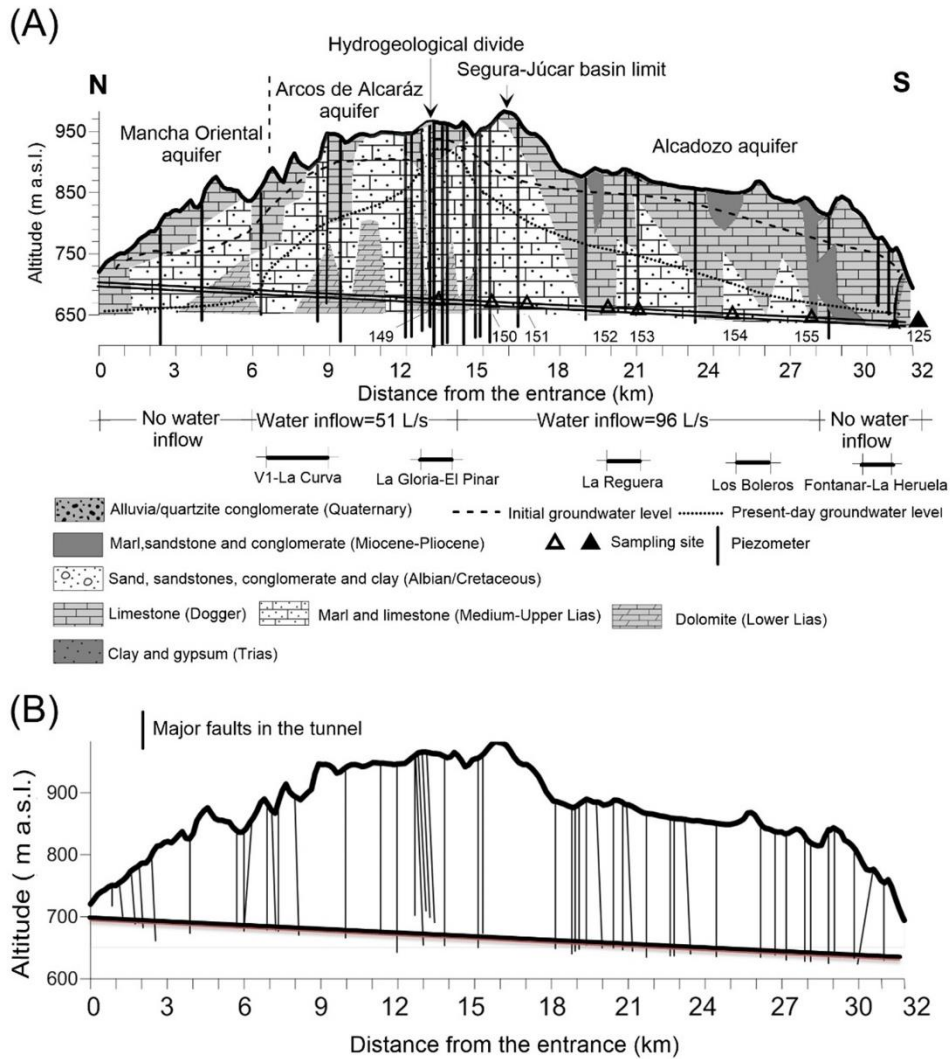 (A)
Hydrogeological divide
Segura-Júcar basin limit
N
S
Arcos de Alcaráz
aquifer
Mancha Oriental
aquifer
Alcadozo aquifer
Altitude (m a.s.l.)
950
850
750
650
149
150
151
152
153
154
155
125
0 3 6 9 12 15 18 21 24 27 30 32
Distance from the entrance (km)
No water
inflow
Water inflow=51 L/s
Water inflow=96 L/s
No water
inflow
V1-La Curva
La Gloria-El Pinar
La Reguera
Los Boleros
Fontanar-La Heruela
Alluvia/quartzite conglomerate (Quaternary)
Initial groundwater level
Present-day groundwater level
Marl,sandstone and conglomerate (Miocene-Pliocene)
Sampling site
Piezometer
Sand, sandstones, conglomerate and clay (Albian/Cretaceous)
Limestone (Dogger)
Marl and limestone (Medium-Upper Lias)
Dolomite (Lower Lias)
Clay and gypsum (Trias)
(B)
Major faults in the tunnel
Altitude ( m a.s.l.)
900
800
700
600
0 3 6 9 12 15 18 21 24 27 30 32
Distance from the entrance (km)